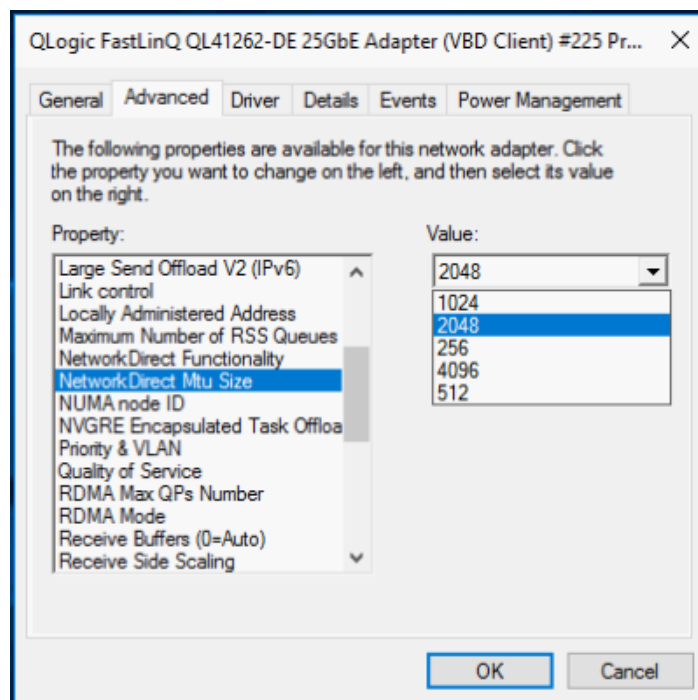 QLogic FastLinQ QL41262-DE 25GbE Adapter (VBD Client) #225 Pr...
General Advanced Driver Details Events Power Management
The following properties are available for this network adapter. Click
the property you want to change on the left, and then select its value
on the right.
Property:
Large Send Offload V2 (IPv6)
Link control
Locally Administered Address
Maximum Number of RSS Queues
NetworkDirect Functionality
NetworkDirect Mtu Size
NUMA node ID
NVGRE Encapsulated Task Offloa
Priority & VLAN
Quality of Service
RDMA Max QPs Number
RDMA Mode
Receive Buffers (0=Auto)
Receive Side Scaling
Value:
2048
1024
2048
256
4096
512
OK Cancel